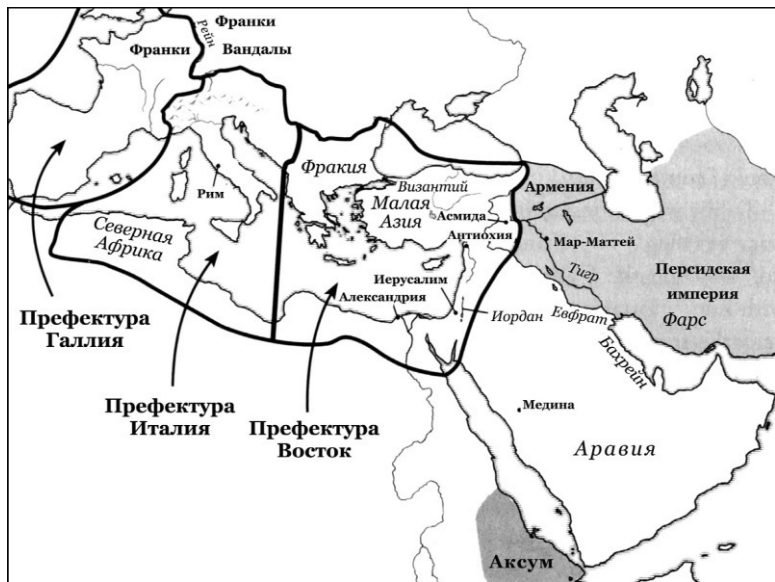 Франки
Рейн
Франки
Вандалы
Рим
Фракия
Византий
Малая
Азия
Асмида
Антиохия
Армения
Мар-Маттей
Северная
Африка
Тигр
Персидская
империя
Иерусалим
Александрия
Иордан
Евфрат
Фарс
Бахрейн
Префектура
Галлия
Префектура
Италия
Префектура
Восток
Медина
Аравия
Аксум